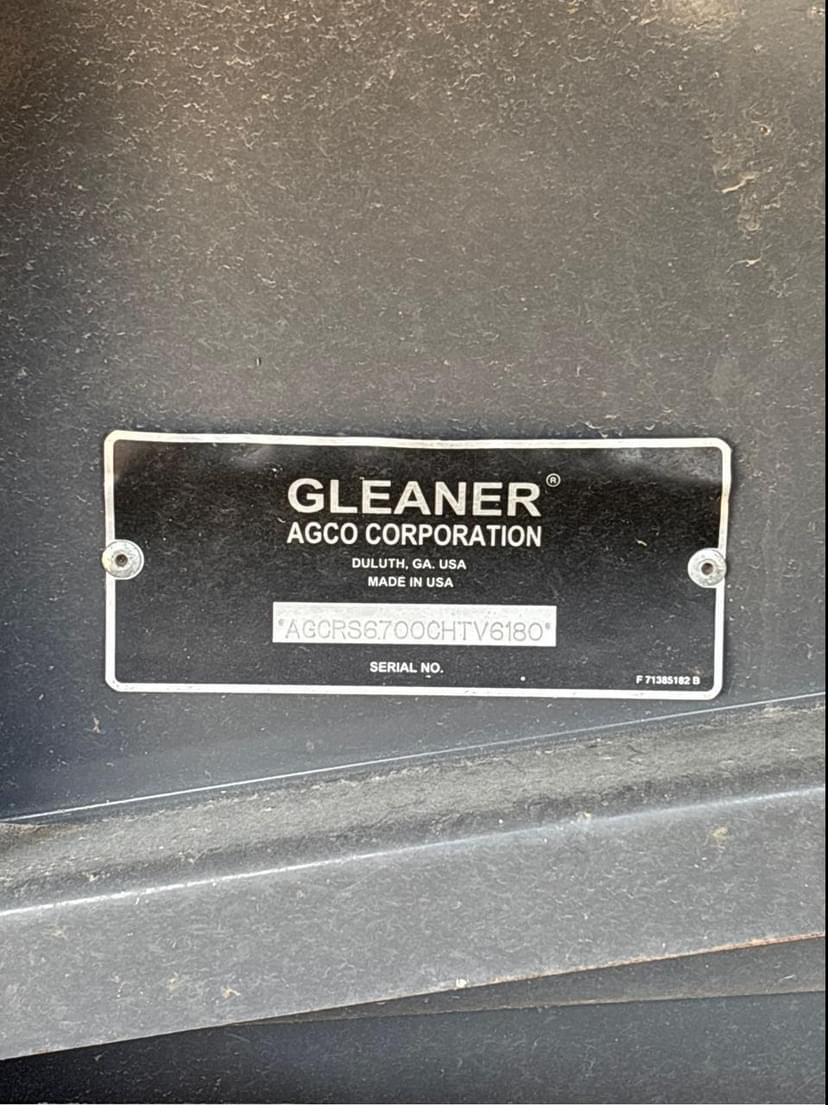 GLEANER®
AGCO CORPORATION
DULUTH, GA. USA
MADE IN USA
*AGCRS6700CHTV6180*
SERIAL NO.
F 71385182 B